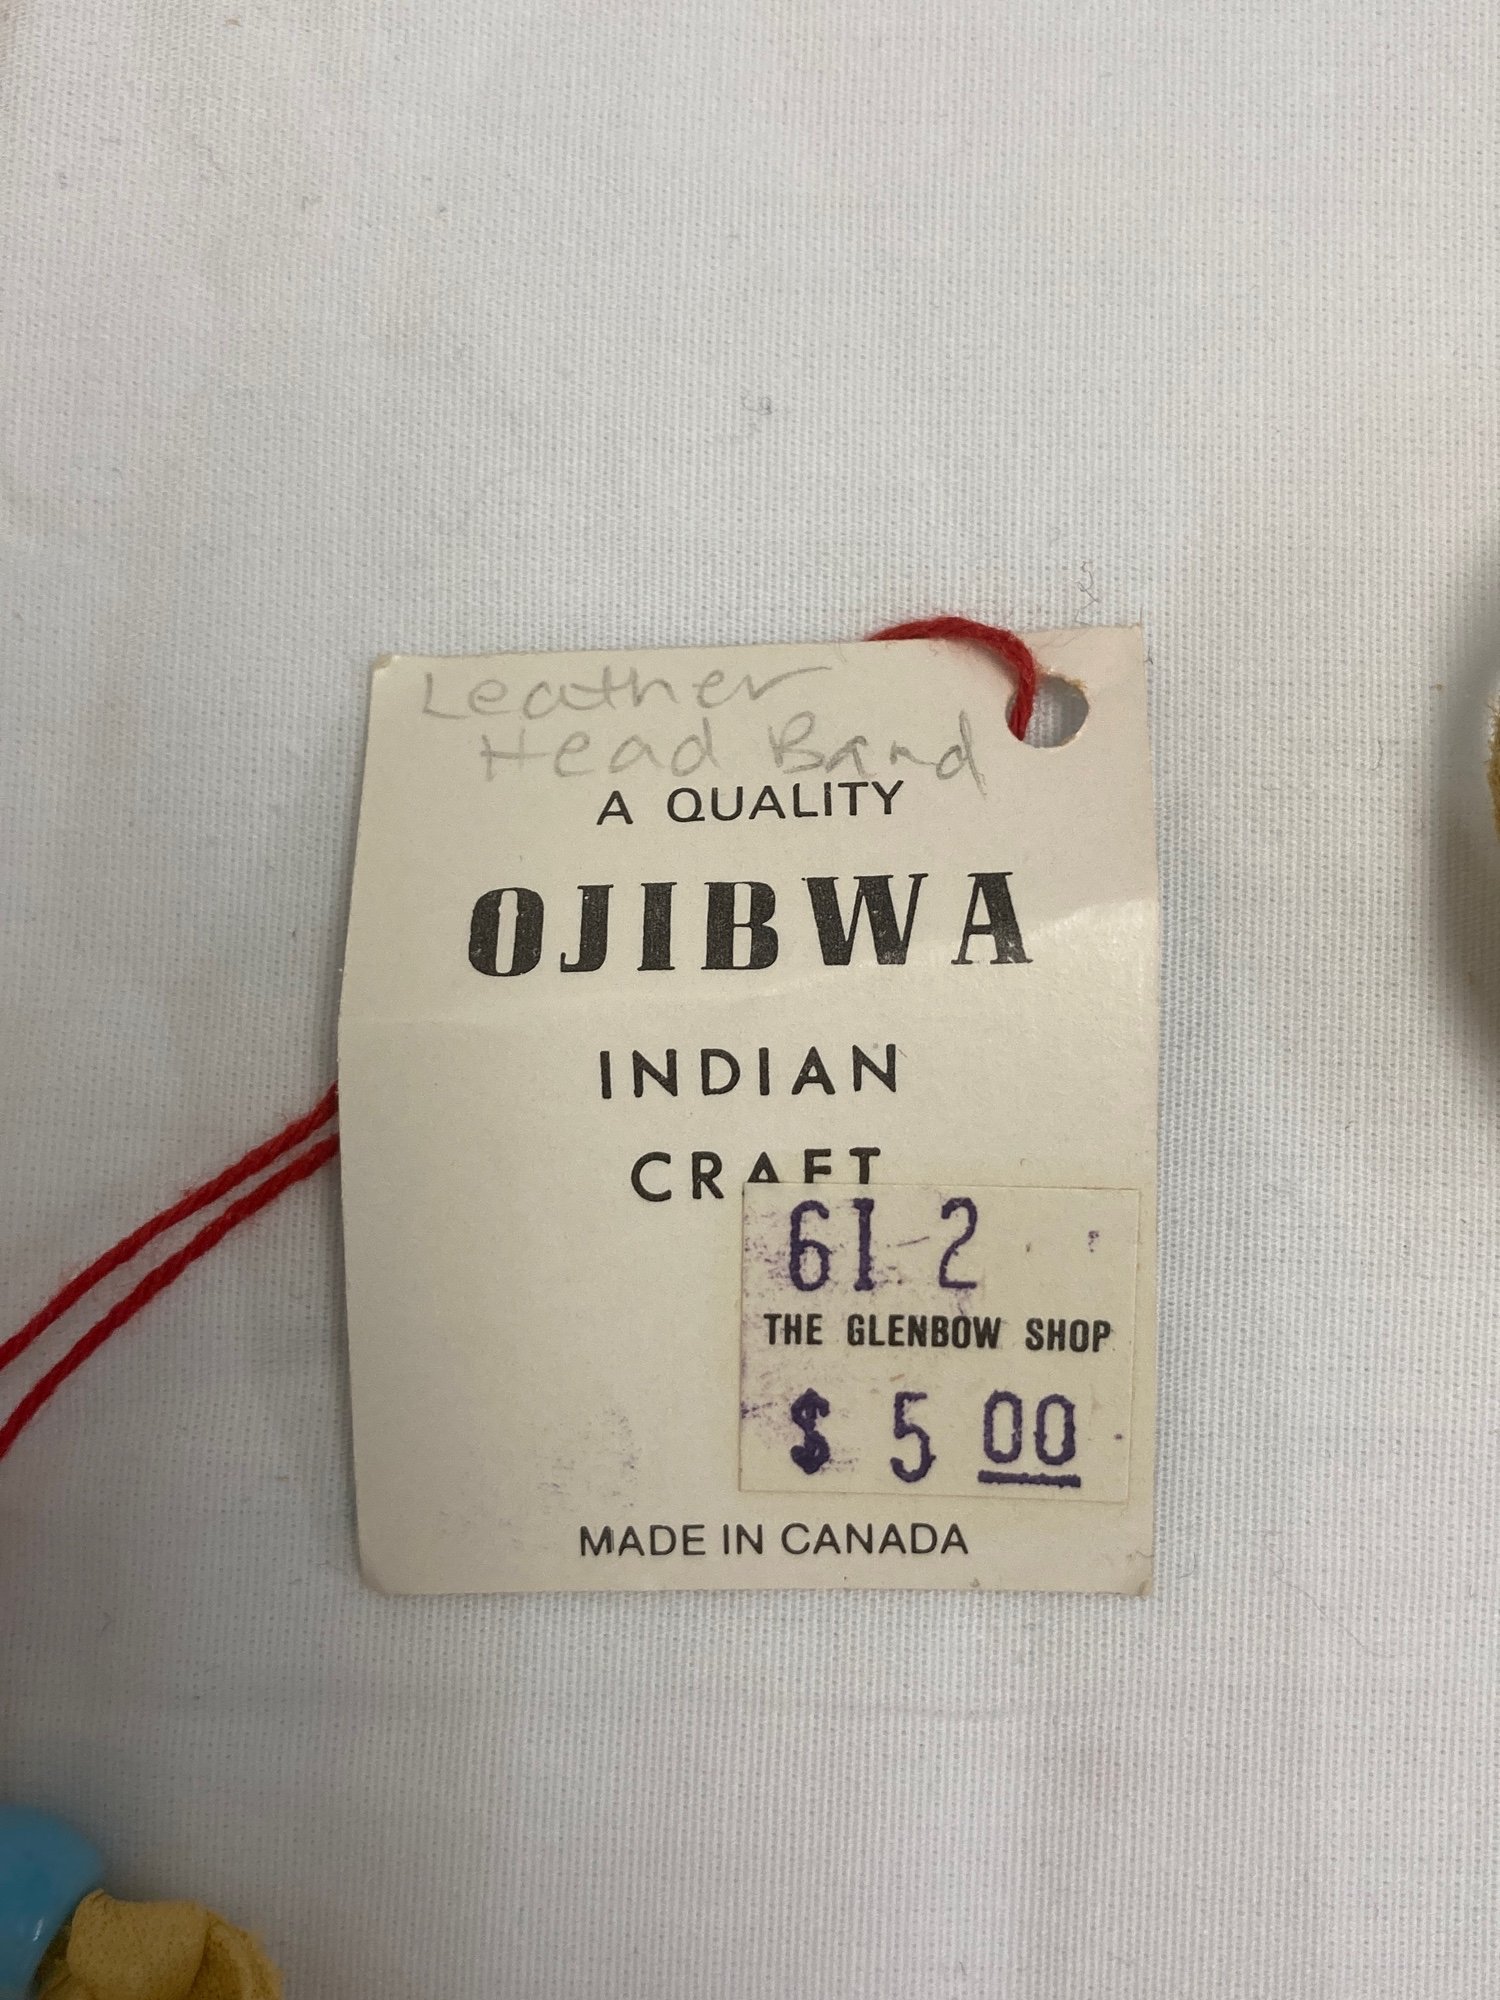 Leather
Head Band
A QUALITY
OJIBWA
INDIAN
CRAFT
61 2
THE GLENBOW SHOP
$ 5 00
MADE IN CANADA